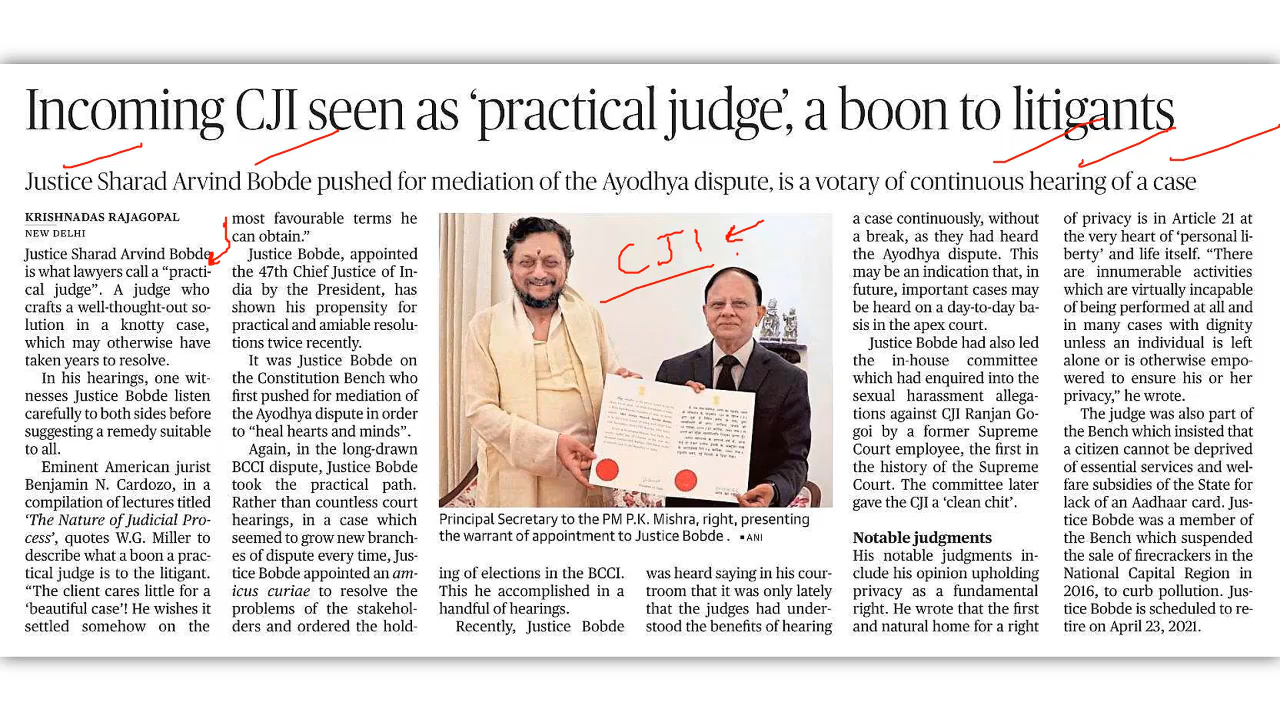 Incoming CJI seen as ‘practical judge’, a boon to litigants
Justice Sharad Arvind Bobde pushed for mediation of the Ayodhya dispute, is a votary of continuous hearing of a case
KRISHNADAS RAJAGOPAL
NEW DELHI
Justice Sharad Arvind Bobde
is what lawyers call a “practi-
cal judge”. A judge who
crafts a well-thought-out so-
lution in a knotty case,
which may otherwise have
taken years to resolve.
In his hearings, one wit-
nesses Justice Bobde listen
carefully to both sides before
suggesting a remedy suitable
to all.
Eminent American jurist
Benjamin N. Cardozo, in a
compilation of lectures titled
‘The Nature of Judicial Pro-
cess’, quotes W.G. Miller to
describe what a boon a prac-
tical judge is to the litigant.
“The client cares little for a
‘beautiful case’! He wishes it
settled somehow on the
most favourable terms he
can obtain.”
Justice Bobde, appointed
the 47th Chief Justice of In-
dia by the President, has
shown his propensity for
practical and amiable resolu-
tions twice recently.
It was Justice Bobde on
the Constitution Bench who
first pushed for mediation of
the Ayodhya dispute in order
to “heal hearts and minds”.
Again, in the long-drawn
BCCI dispute, Justice Bobde
took the practical path.
Rather than countless court
hearings, in a case which
seemed to grow new branch-
es of dispute every time, Jus-
tice Bobde appointed an am-
icus curiae to resolve the
problems of the stakehol-
ders and ordered the hold-
CJI
Principal Secretary to the PM P.K. Mishra, right, presenting
the warrant of appointment to Justice Bobde . ▪ ANI
ing of elections in the BCCI.
This he accomplished in a
handful of hearings.
Recently, Justice Bobde
was heard saying in his cour-
troom that it was only lately
that the judges had under-
stood the benefits of hearing
a case continuously, without
a break, as they had heard
the Ayodhya dispute. This
may be an indication that, in
future, important cases may
be heard on a day-to-day ba-
sis in the apex court.
Justice Bobde had also led
the in-house committee
which had enquired into the
sexual harassment allega-
tions against CJI Ranjan Go-
goi by a former Supreme
Court employee, the first in
the history of the Supreme
Court. The committee later
gave the CJI a ‘clean chit’.
Notable judgments
His notable judgments in-
clude his opinion upholding
privacy as a fundamental
right. He wrote that the first
and natural home for a right
of privacy is in Article 21 at
the very heart of ‘personal li-
berty’ and life itself. “There
are innumerable activities
which are virtually incapable
of being performed at all and
in many cases with dignity
unless an individual is left
alone or is otherwise empo-
wered to ensure his or her
privacy,” he wrote.
The judge was also part of
the Bench which insisted that
a citizen cannot be deprived
of essential services and wel-
fare subsidies of the State for
lack of an Aadhaar card. Jus-
tice Bobde was a member of
the Bench which suspended
the sale of firecrackers in the
National Capital Region in
2016, to curb pollution. Jus-
tice Bobde is scheduled to re-
tire on April 23, 2021.